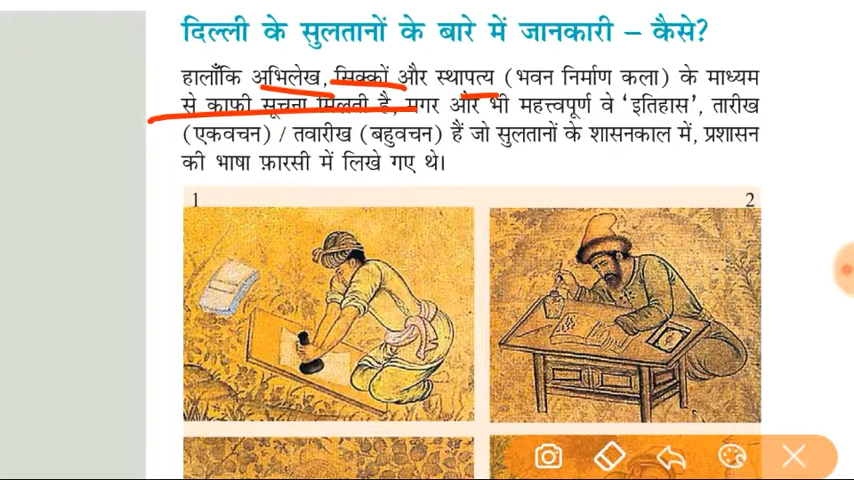 दिल्ली के सुलतानों के बारे में जानकारी – कैसे?
हालाँकि अभिलेख, सिक्कों और स्थापत्य (भवन निर्माण कला) के माध्यम
से काफ़ी सूचना मिलती है, मगर और भी महत्त्वपूर्ण वे ‘इतिहास’, तारीख
(एकवचन) / तवारीख (बहुवचन) हैं जो सुलतानों के शासनकाल में, प्रशासन
की भाषा फ़ारसी में लिखे गए थे।
1
2